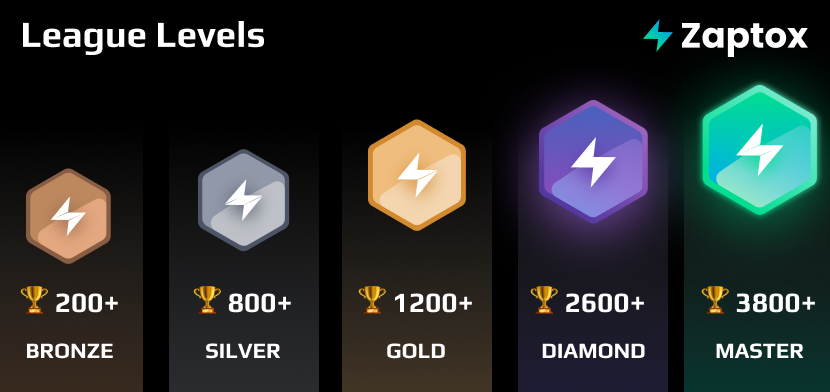 League Levels
Zaptox
200+
800+
1200+
2600+
3800+
BRONZE
SILVER
GOLD
DIAMOND
MASTER